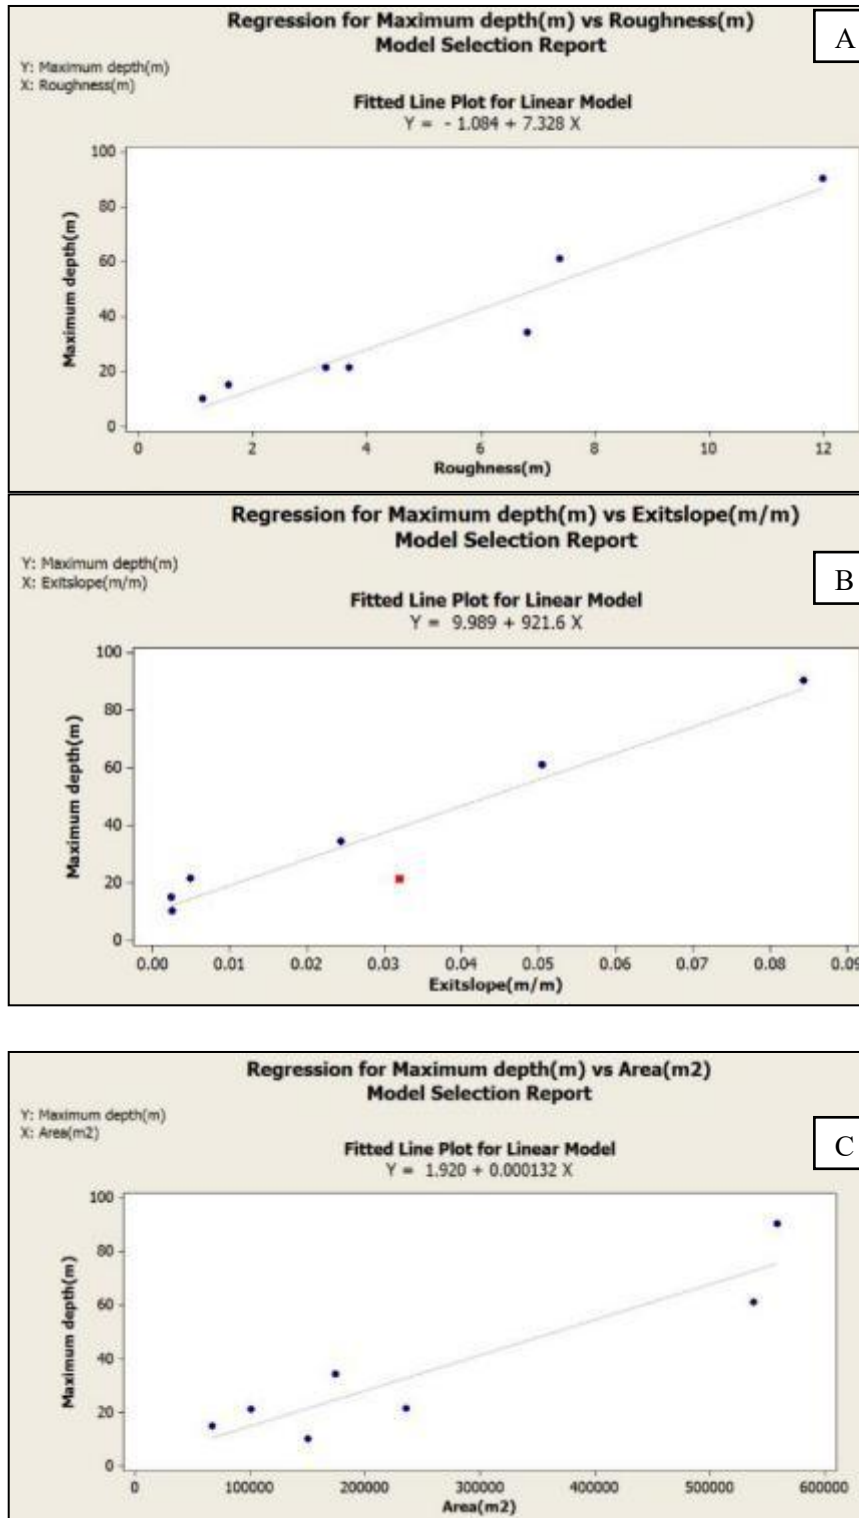 Regression for Maximum depth(m) vs Roughness(m)
Model Selection Report
A
Y: Maximum depth(m)
X: Roughness(m)
Fitted Line Plot for Linear Model
Y = - 1.084 + 7.328 X
100
80
60
40
20
0
Maximum depth(m)
0 2 4 6 8 10 12
Roughness(m)
Regression for Maximum depth(m) vs Exitslope(m/m)
Model Selection Report
B
Y: Maximum depth(m)
X: Exitslope(m/m)
Fitted Line Plot for Linear Model
Y = 9.989 + 921.6 X
100
80
60
40
20
0
Maximum depth(m)
0.00 0.01 0.02 0.03 0.04 0.05 0.06 0.07 0.08 0.09
Exitslope(m/m)
Regression for Maximum depth(m) vs Area(m2)
Model Selection Report
C
Y: Maximum depth(m)
X: Area(m2)
Fitted Line Plot for Linear Model
Y = 1.920 + 0.000132 X
100
80
60
40
20
0
Maximum depth(m)
0 100000 200000 300000 400000 500000 600000
Area(m2)